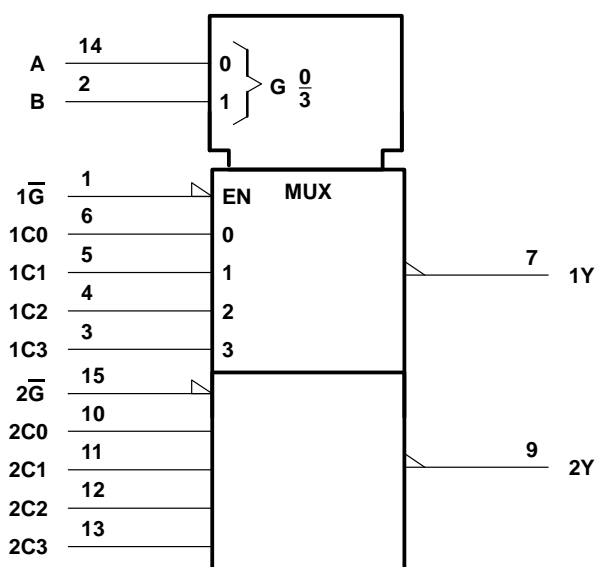 A 14 0 G 0/3
B 2 1
1G̅ 1 EN MUX
1C0 6 0
1C1 5 1 7 1Y
1C2 4 2
1C3 3 3
2G̅ 15
2C0 10
2C1 11 9 2Y
2C2 12
2C3 13